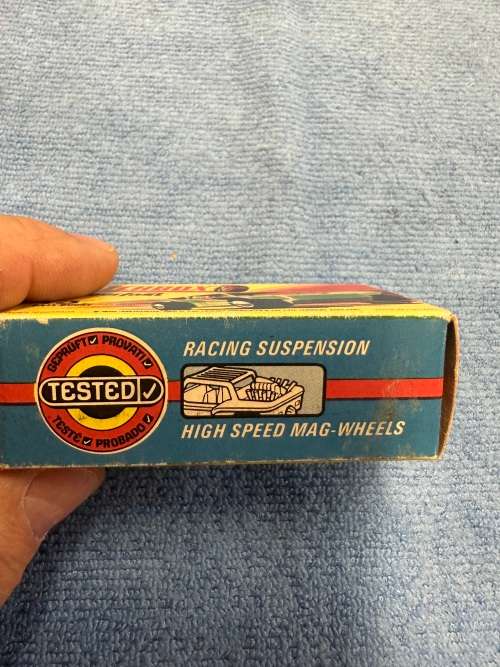 GEPRÜFT PROVATI
TESTED
TESTÉ PROBADO
RACING SUSPENSION
HIGH SPEED MAG-WHEELS